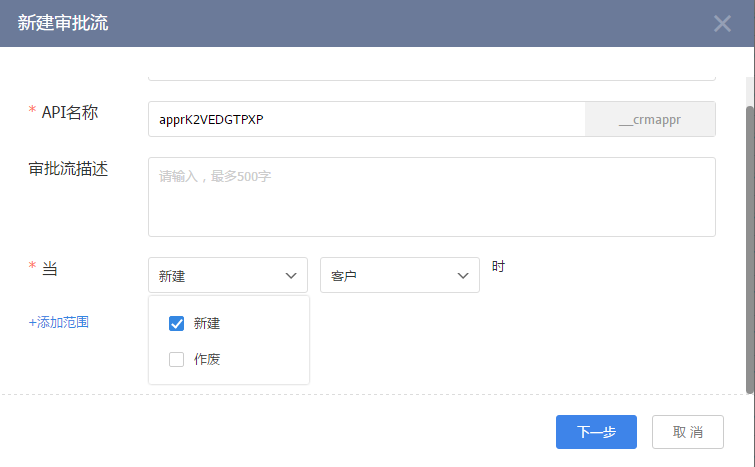 新建审批流
* API名称
apprK2VEDGTPXP
__crmappr
审批流描述
请输入，最多500字
* 当
新建
客户
时
+添加范围
新建
作废
下一步
取 消